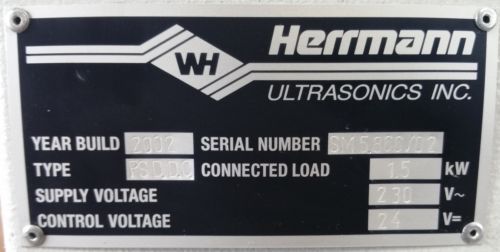 WH
Herrmann
ULTRASONICS INC.
YEAR BUILD 2002 SERIAL NUMBER
TYPE CONNECTED LOAD 1.5 kW
SUPPLY VOLTAGE 230 V~
CONTROL VOLTAGE 24 V=